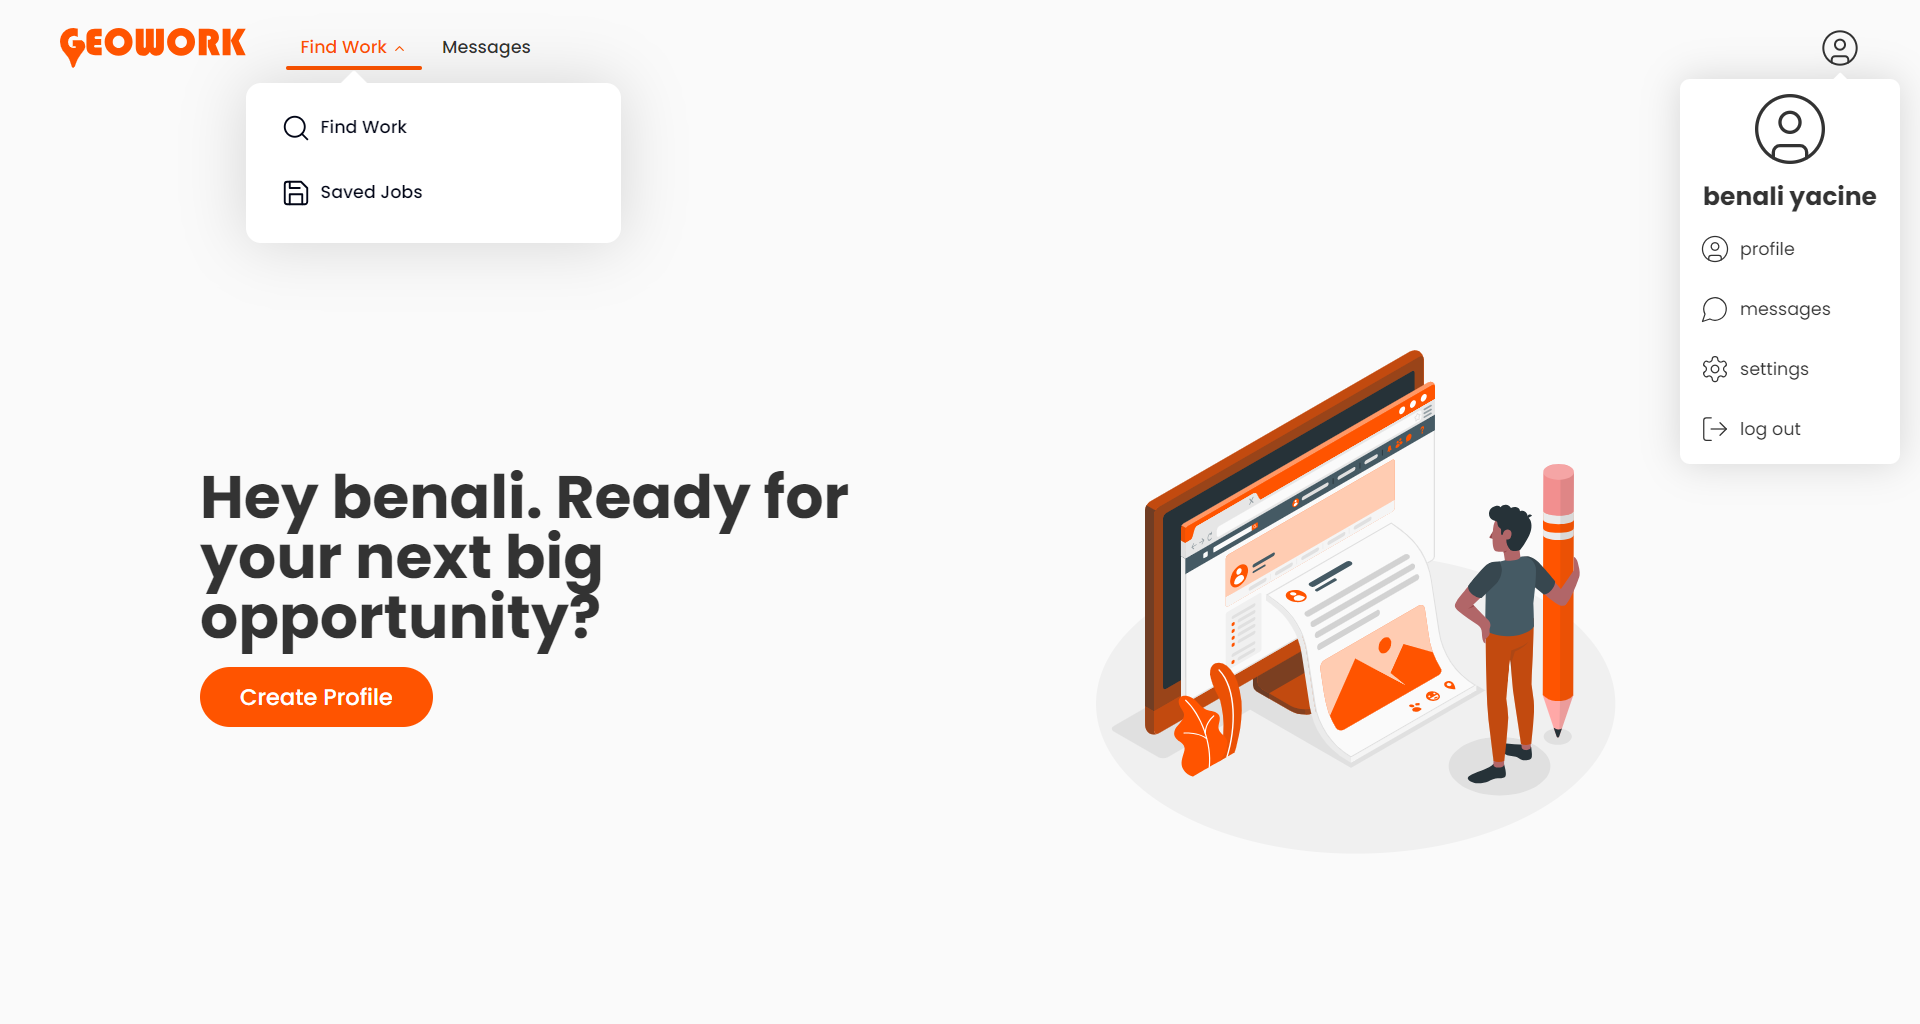 GEOWORK
Find Work
Messages
Find Work
Saved Jobs
benali yacine
profile
messages
settings
log out
Hey benali. Ready for
your next big
opportunity?
Create Profile